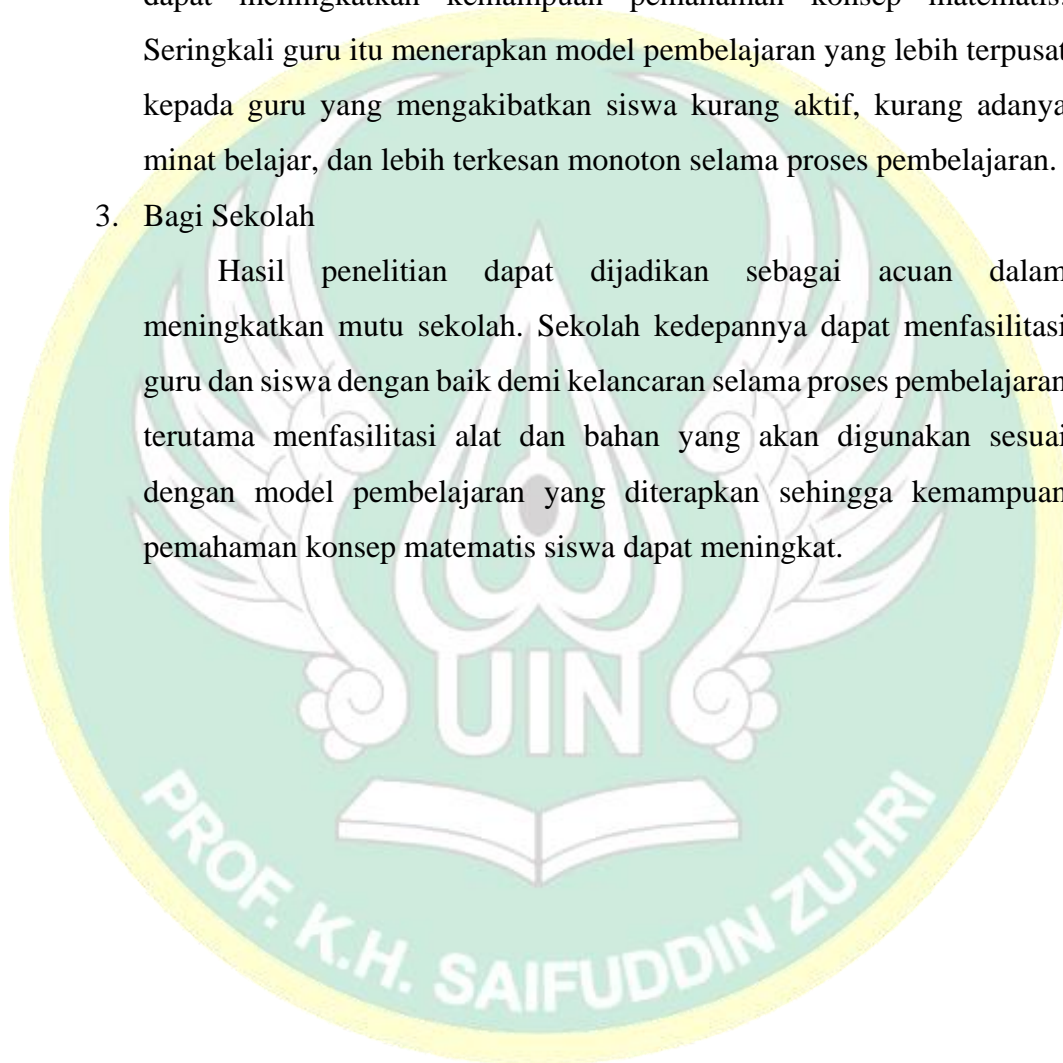 dapat meningkatkan kemampuan pemahaman konsep matematis.
Seringkali guru itu menerapkan model pembelajaran yang lebih terpusat
kepada guru yang mengakibatkan siswa kurang aktif, kurang adanya
minat belajar, dan lebih terkesan monoton selama proses pembelajaran.
3. Bagi Sekolah
Hasil penelitian dapat dijadikan sebagai acuan dalam
meningkatkan mutu sekolah. Sekolah kedepannya dapat menfasilitasi
guru dan siswa dengan baik demi kelancaran selama proses pembelajaran
terutama menfasilitasi alat dan bahan yang akan digunakan sesuai
dengan model pembelajaran yang diterapkan sehingga kemampuan
pemahaman konsep matematis siswa dapat meningkat.
UIN
PROF. K.H. SAIFUDDIN ZUHRI